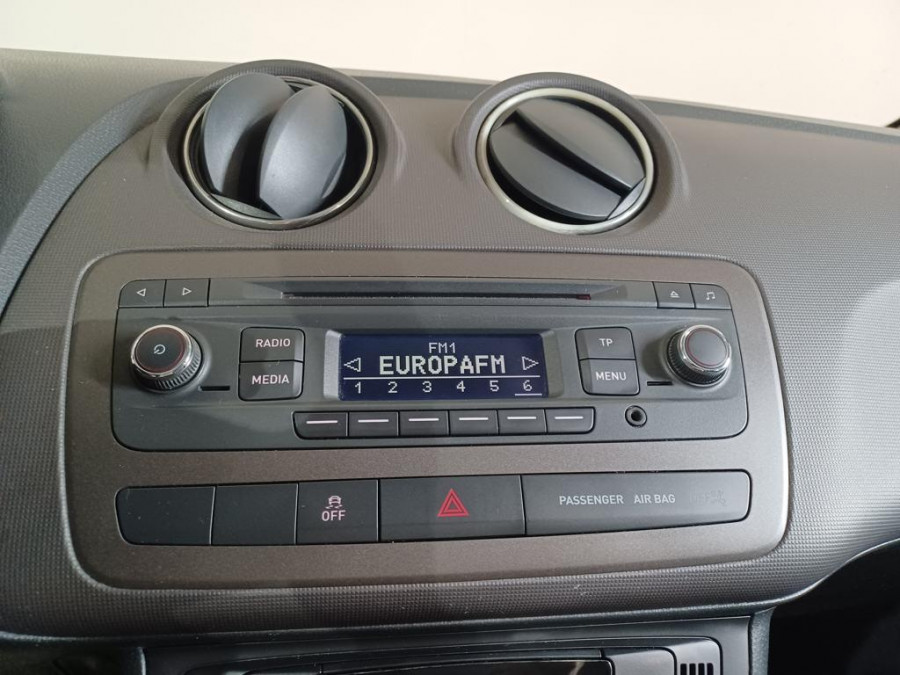 RADIO
MEDIA
FM1
EUROPAFM
1 2 3 4 5 6
TP
MENU
OFF
PASSENGER AIR BAG